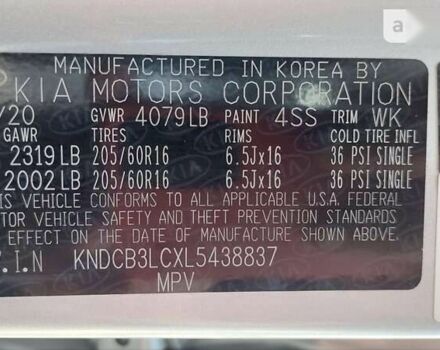 a
MANUFACTURED IN KOREA BY
KIA MOTORS CORPORATION
/20 GVWR 4079LB PAINT 4SS TRIM WK
GAWR TIRES RIMS COLD TIRE INFL
2319LB 205/60R16 6.5Jx16 36 PSI SINGLE
2002LB 205/60R16 6.5Jx16 36 PSI SINGLE
IS VEHICLE CONFORMS TO ALL APPLICABLE U.S.A. FEDERAL
TOR VEHICLE SAFETY AND THEFT PREVENTION STANDARDS
EFFECT ON THE DATE OF MANUFACTURE SHOWN ABOVE.
.I.N KNDCB3LCXL5438837
MPV